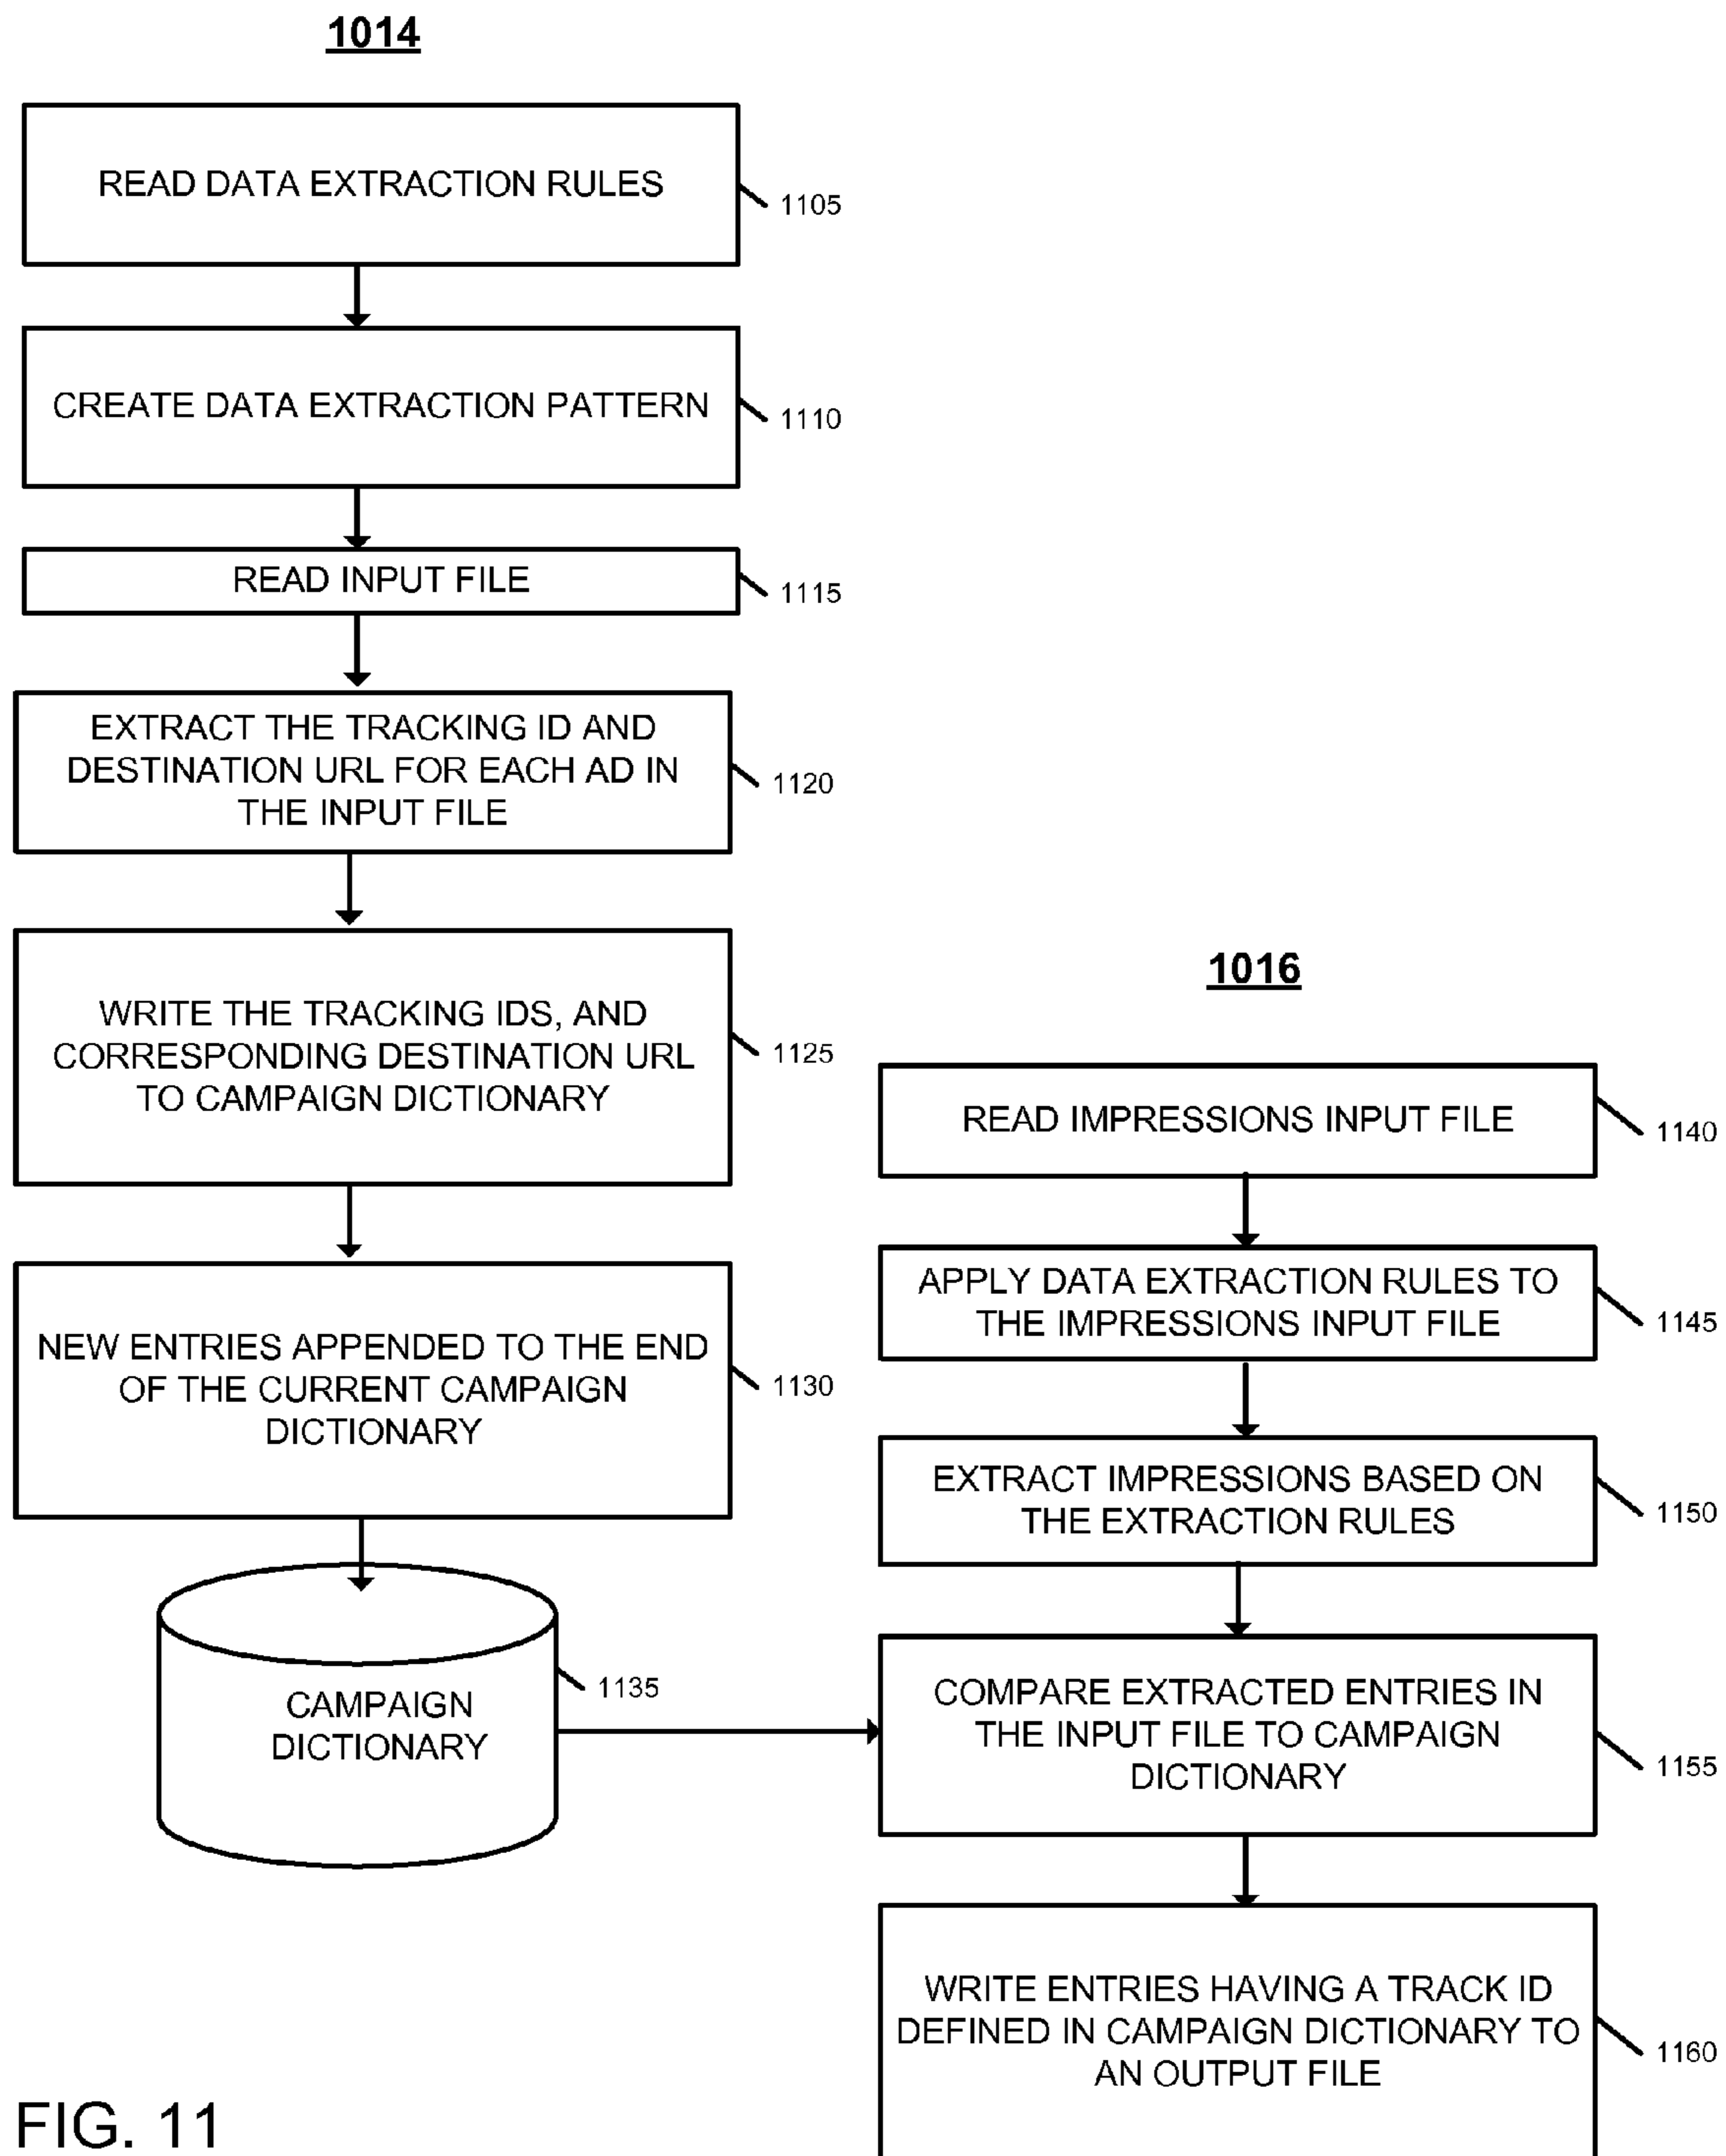 1014
READ DATA EXTRACTION RULES
1105
CREATE DATA EXTRACTION PATTERN
1110
READ INPUT FILE
1115
EXTRACT THE TRACKING ID AND
DESTINATION URL FOR EACH AD IN
THE INPUT FILE
1120
WRITE THE TRACKING IDS, AND
CORRESPONDING DESTINATION URL
TO CAMPAIGN DICTIONARY
1125
NEW ENTRIES APPENDED TO THE END
OF THE CURRENT CAMPAIGN
DICTIONARY
1130
CAMPAIGN
DICTIONARY
1135
1016
READ IMPRESSIONS INPUT FILE
1140
APPLY DATA EXTRACTION RULES TO
THE IMPRESSIONS INPUT FILE
1145
EXTRACT IMPRESSIONS BASED ON
THE EXTRACTION RULES
1150
COMPARE EXTRACTED ENTRIES IN
THE INPUT FILE TO CAMPAIGN
DICTIONARY
1155
WRITE ENTRIES HAVING A TRACK ID
DEFINED IN CAMPAIGN DICTIONARY TO
AN OUTPUT FILE
1160
FIG. 11